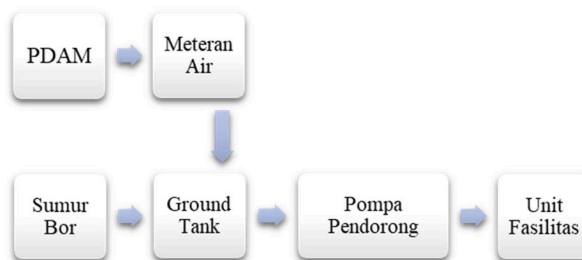 PDAM
Meteran
Air
Sumur
Bor
Ground
Tank
Pompa
Pendorong
Unit
Fasilitas